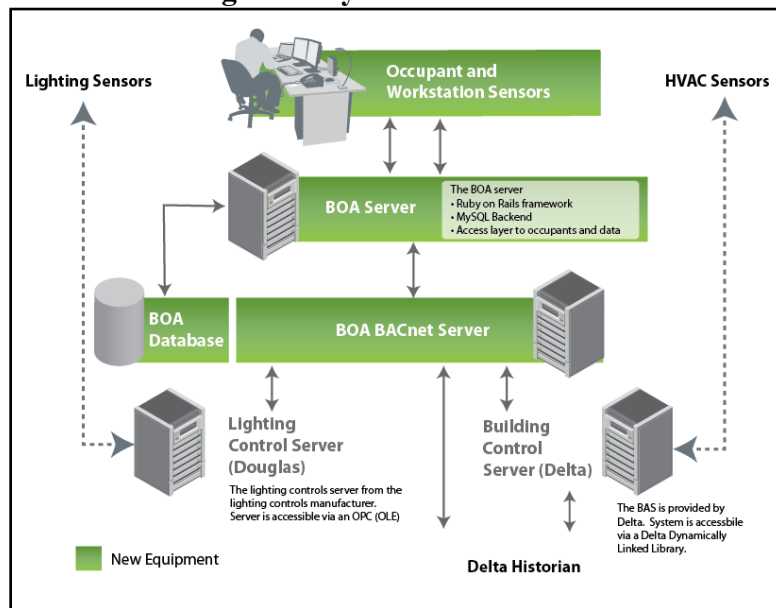 Lighting Sensors
Occupant and
Workstation Sensors
HVAC Sensors
BOA Server
The BOA server
• Ruby on Rails framework
• MySQL Backend
• Access layer to occupants and data
BOA
Database
BOA BACnet Server
Lighting
Control Server
(Douglas)
The lighting controls server from the
lighting controls manufacturer.
Server is accessible via an OPC (OLE)
Building
Control
Server (Delta)
The BAS is provided by
Delta. System is accessbile
via a Delta Dynamically
Linked Library.
New Equipment
Delta Historian